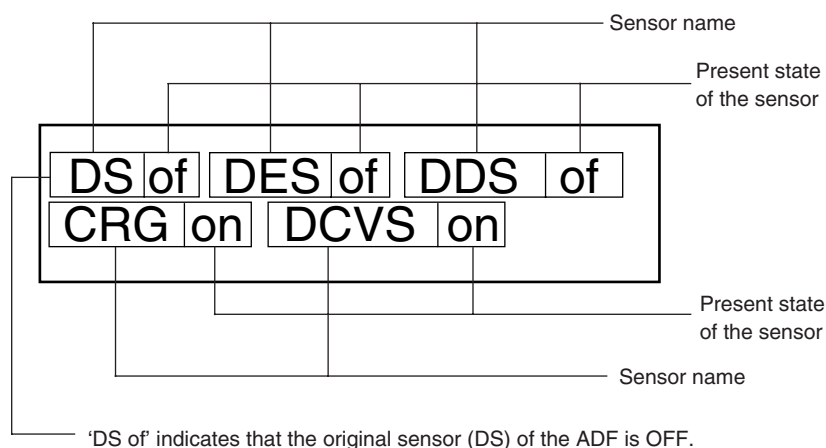 Sensor name
Present state
of the sensor
DS of DES of DDS of
CRG on DCVS on
Present state
of the sensor
Sensor name
‘DS of’ indicates that the original sensor (DS) of the ADF is OFF.